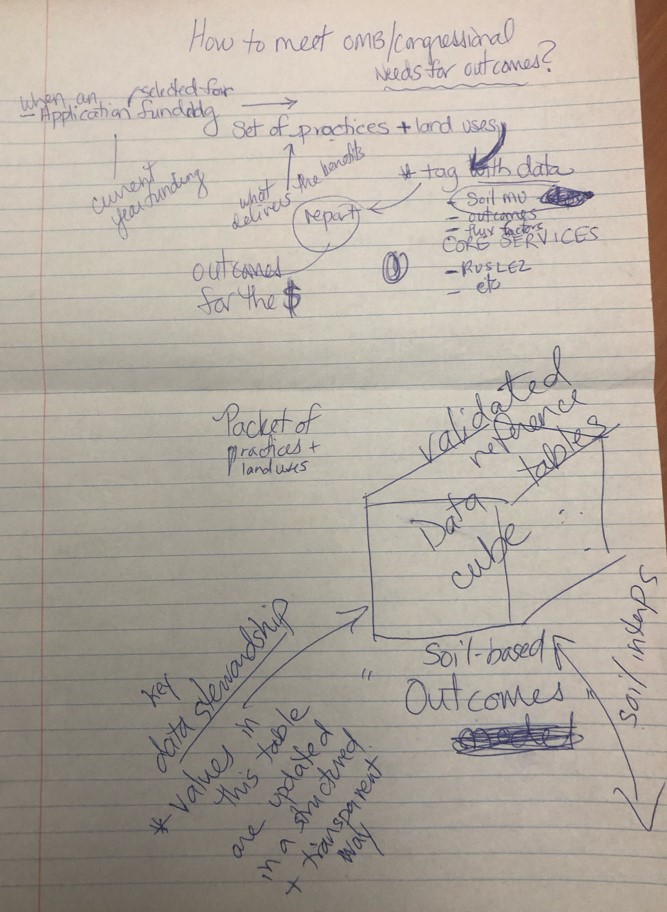 How to meet OMB/Congressional
Needs for outcomes?
when an
Application
selected for
funding
Set of practices + land uses
current
year funding
what
delivers
the benefits
* tag with data
report
- Soil mu
- outcomes
- flux factors
CORE SERVICES
- RUSLE2
- etc
outcomes
for the $
Packet of
practices +
land uses
validated
reference
tables
Data
cube
Soil-based
"Outcomes"
Soil interps
key
data stewardship
* values in
this table
are updated
in a structured
+ transparent
way